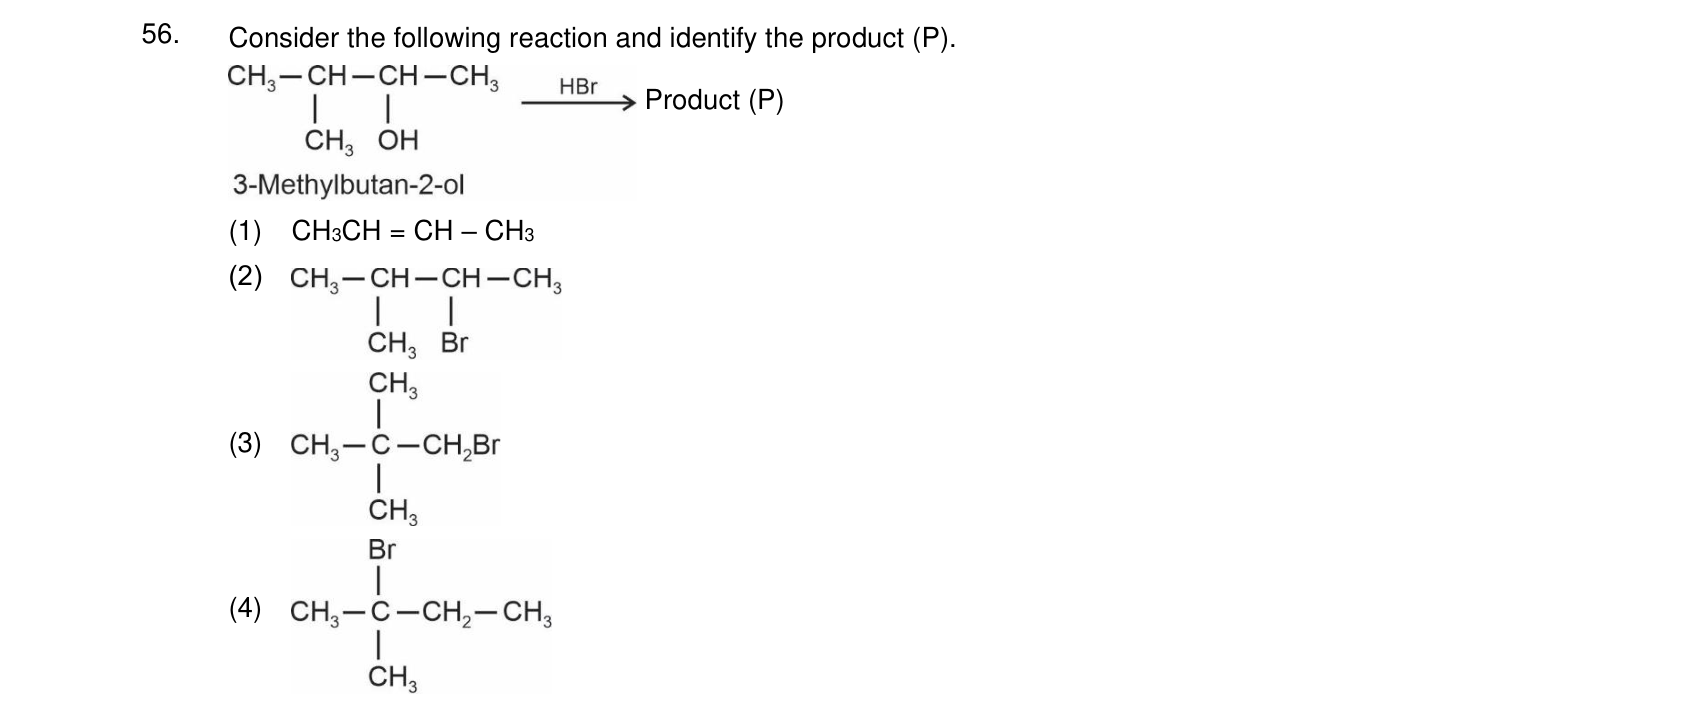 56. Consider the following reaction and identify the product (P).
CH₃—CH—CH—CH₃
HBr
Product (P)
CH₃ OH
3-Methylbutan-2-ol
(1) CH₃CH = CH – CH₃
(2) CH₃—CH—CH—CH₃
CH₃ Br
CH₃
(3) CH₃—C—CH₂Br
CH₃
Br
(4) CH₃—C—CH₂—CH₃
CH₃